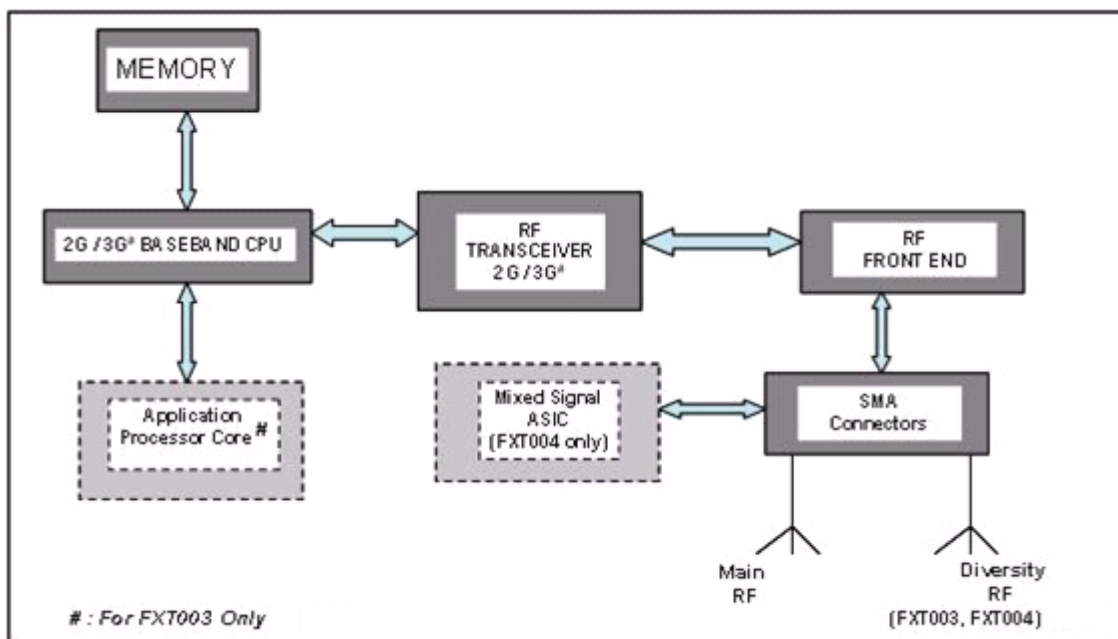 MEMORY
2G / 3G# BASEBAND CPU
RF
TRANSCEIVER
2G / 3G#
RF
FRONT END
Application
Processor Core #
Mixed Signal
ASIC
(FXT004 only)
SMA
Connectors
Main
RF
Diversity
RF
(FXT003, FXT004)
# : For FXT003 Only